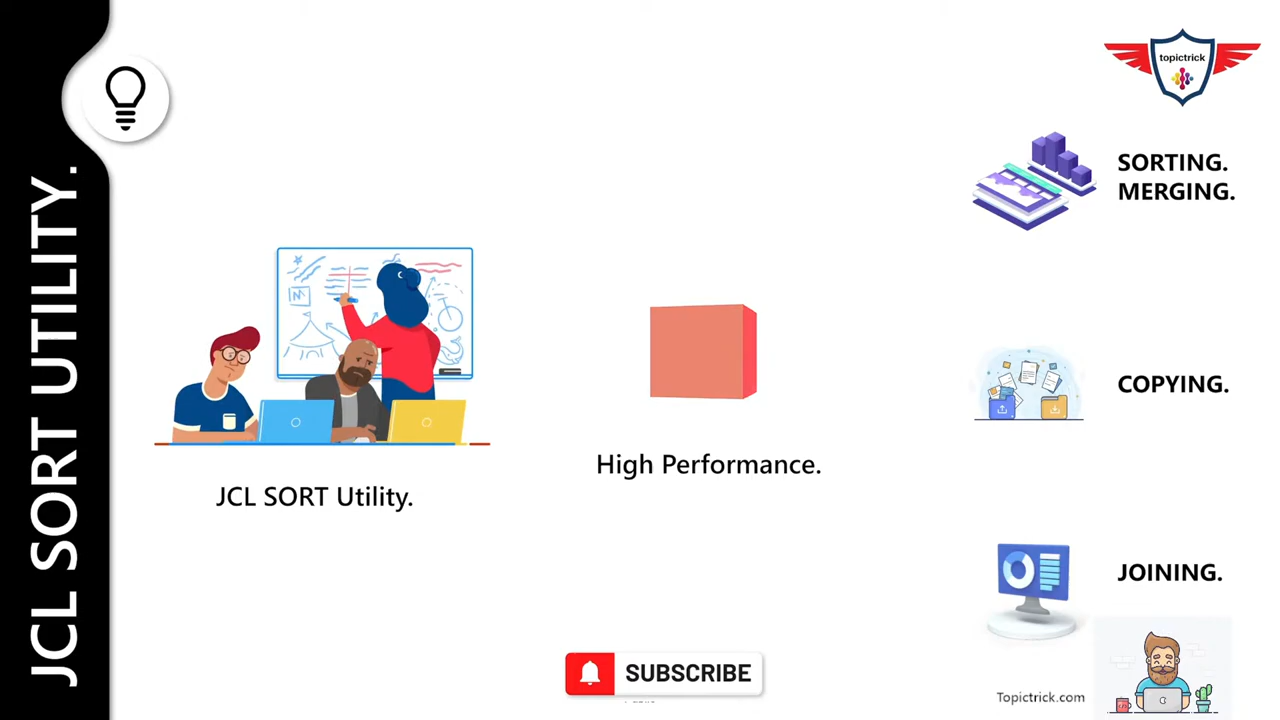 JCL SORT UTILITY.
topictrick
SORTING.
MERGING.
COPYING.
High Performance.
JCL SORT Utility.
JOINING.
SUBSCRIBE
Topictrick.com